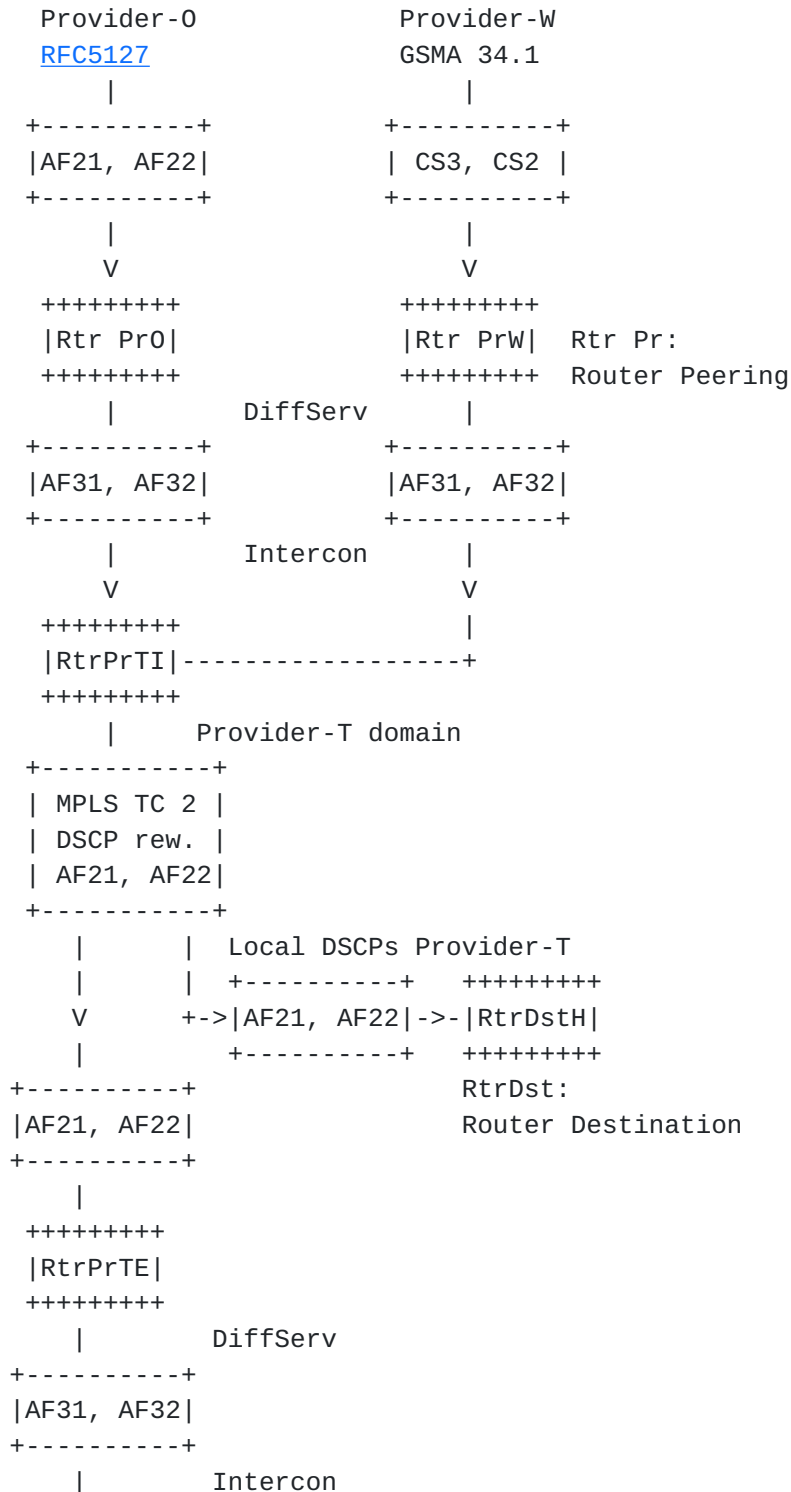 Provider-O                  Provider-W
RFC5127                     GSMA 34.1
    |                           |
+----------+                +----------+
|AF21, AF22|                | CS3, CS2 |
+----------+                +----------+
    |                           |
    V                           V
+++++++++                   +++++++++
|Rtr PrO|                   |Rtr PrW|  Rtr Pr:
+++++++++                   +++++++++  Router Peering
    |          DiffServ         |
+----------+                +----------+
|AF31, AF32|                |AF31, AF32|
+----------+                +----------+
    |          Intercon         |
    V                           V
+++++++++                       |
|RtrPrTI|-----------------------+
+++++++++
    |     Provider-T domain
+-----------+
| MPLS TC 2 |
| DSCP rew. |
| AF21, AF22|
+-----------+
   |      |  Local DSCPs Provider-T
   |      |  +----------+   +++++++++
   V      +->|AF21, AF22|->-|RtrDstH|
   |         +----------+   +++++++++
+----------+                RtrDst:
|AF21, AF22|                Router Destination
+----------+
   |
+++++++++
|RtrPrTE|
+++++++++
   |        DiffServ
+----------+
|AF31, AF32|
+----------+
   |        Intercon